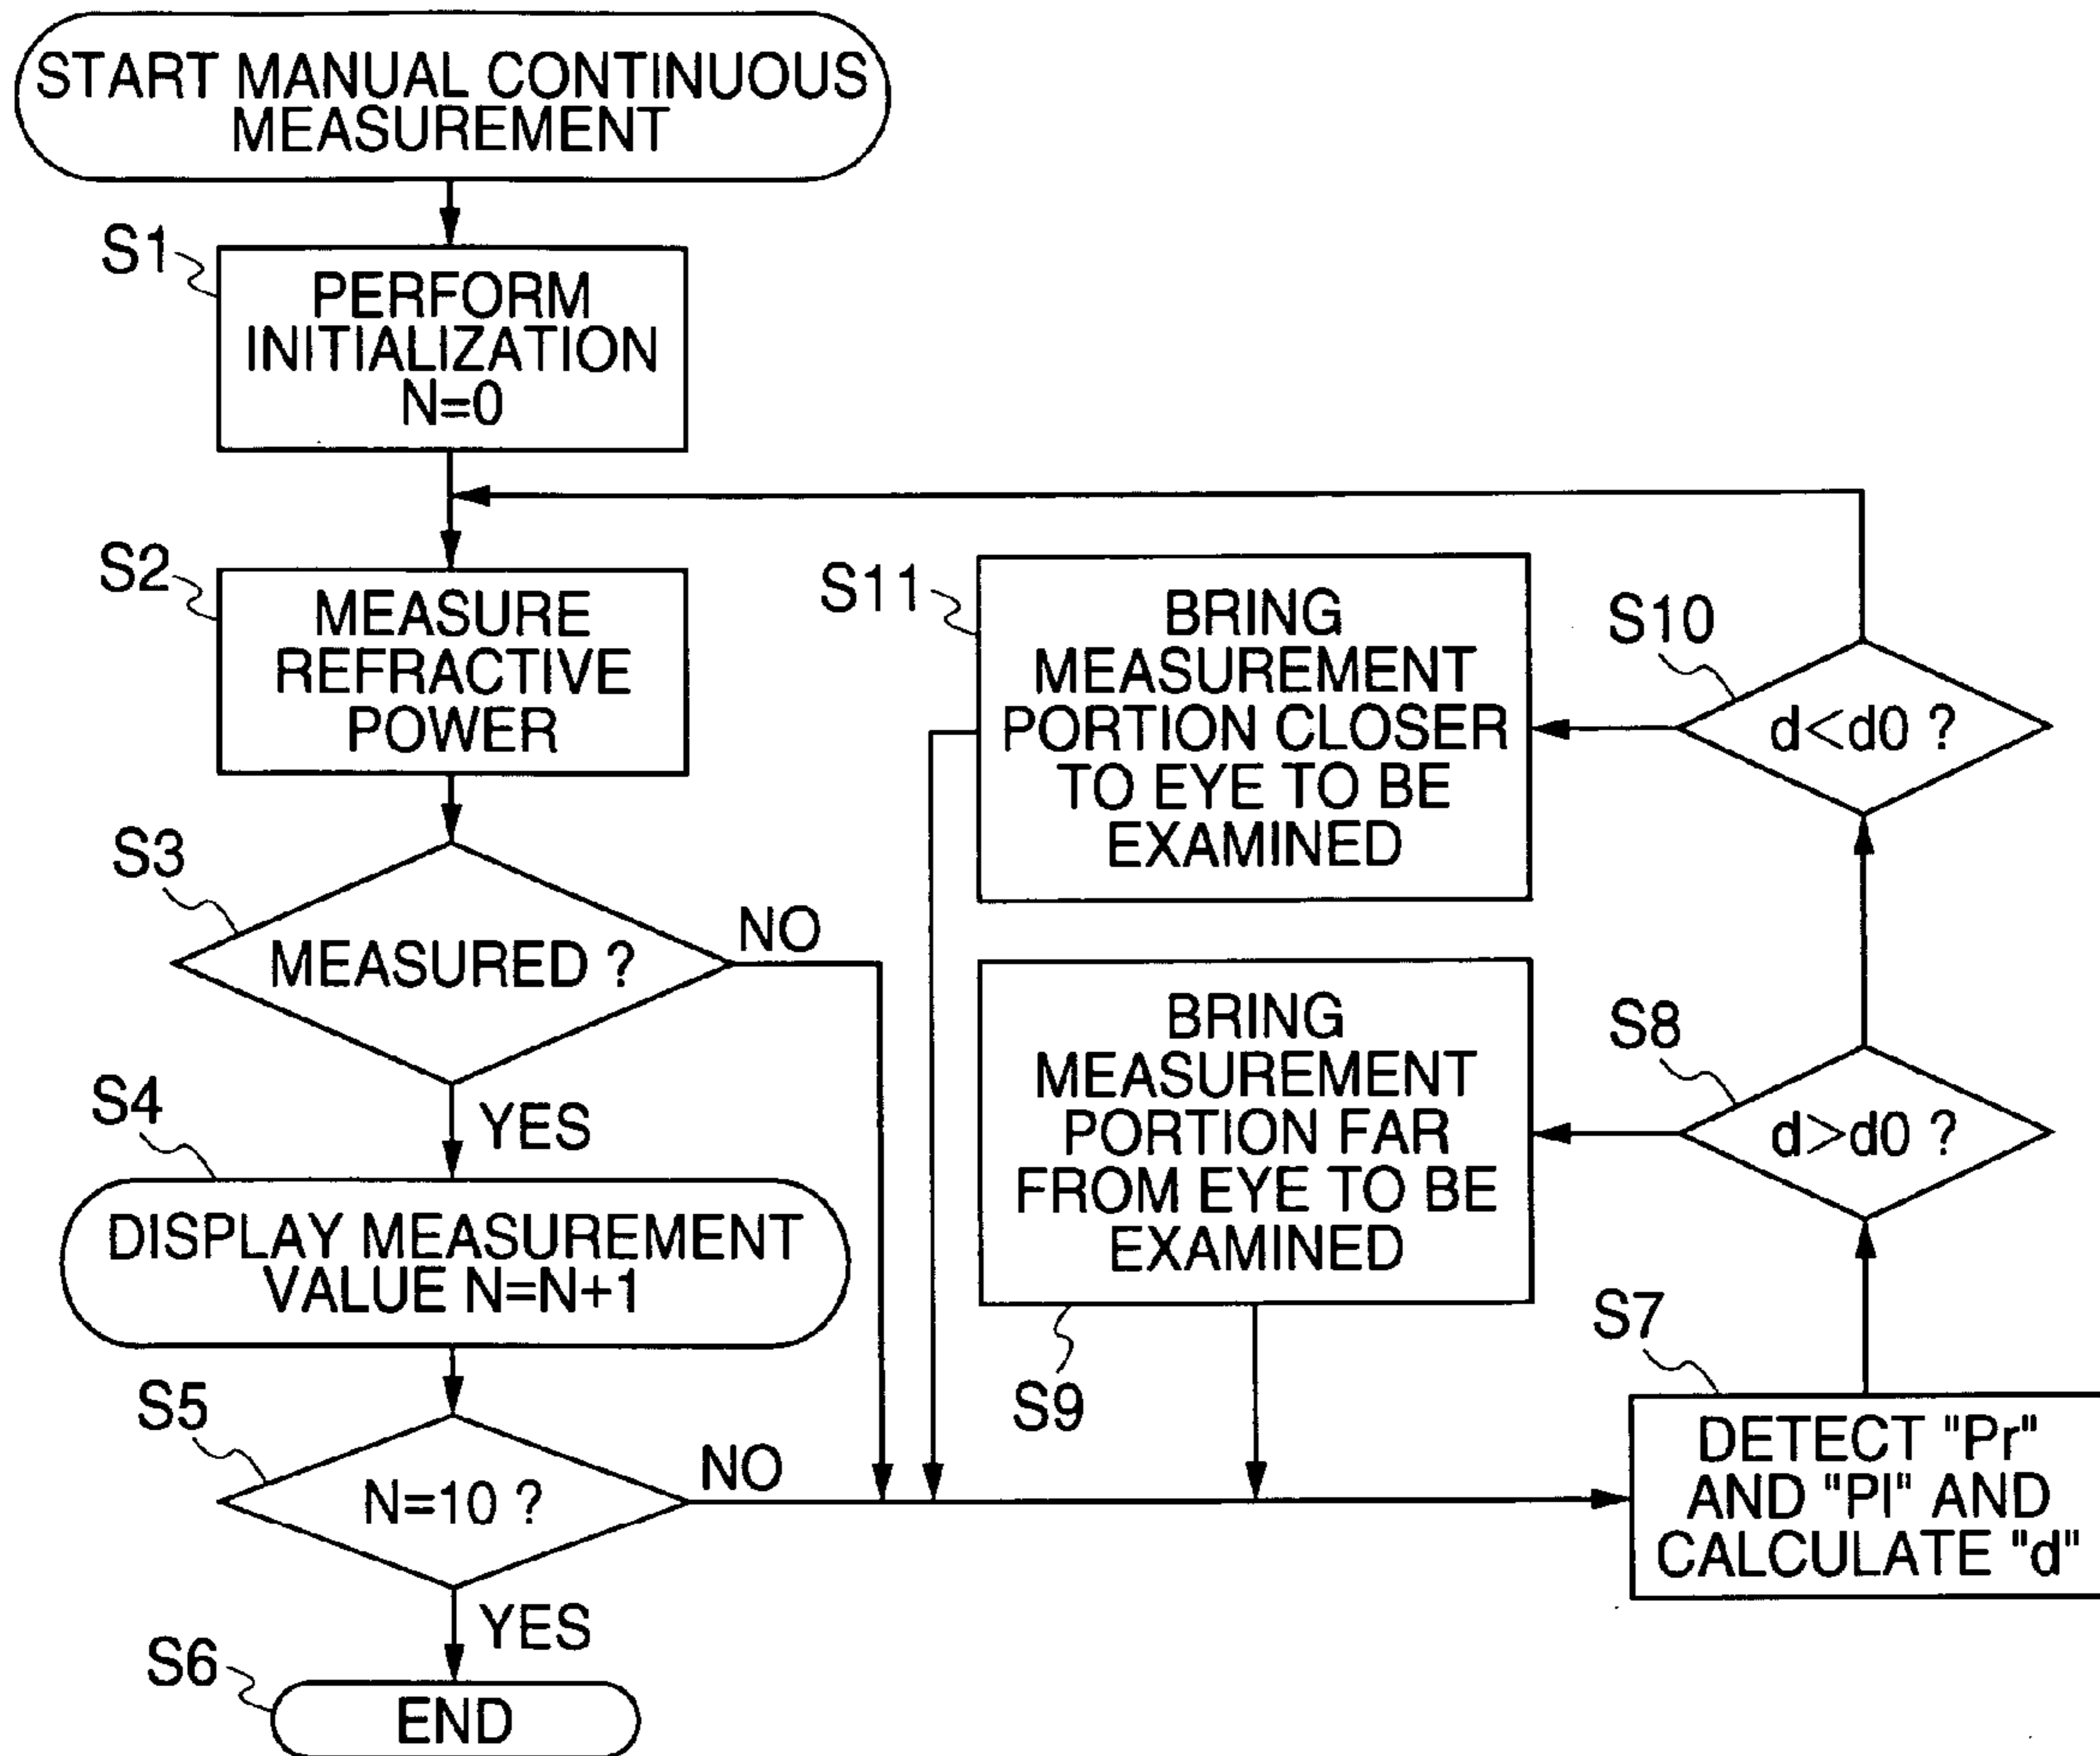 START MANUAL CONTINUOUS
MEASUREMENT
S1
PERFORM
INITIALIZATION
N=0
S2
MEASURE
REFRACTIVE
POWER
S3
MEASURED ?
NO
YES
S4
DISPLAY MEASUREMENT
VALUE N=N+1
S5
N=10 ?
NO
YES
S6
END
S11
BRING
MEASUREMENT
PORTION CLOSER
TO EYE TO BE
EXAMINED
S10
d<d0 ?
BRING
MEASUREMENT
PORTION FAR
FROM EYE TO BE
EXAMINED
S9
S8
d>d0 ?
S7
DETECT "Pr"
AND "Pl" AND
CALCULATE "d"